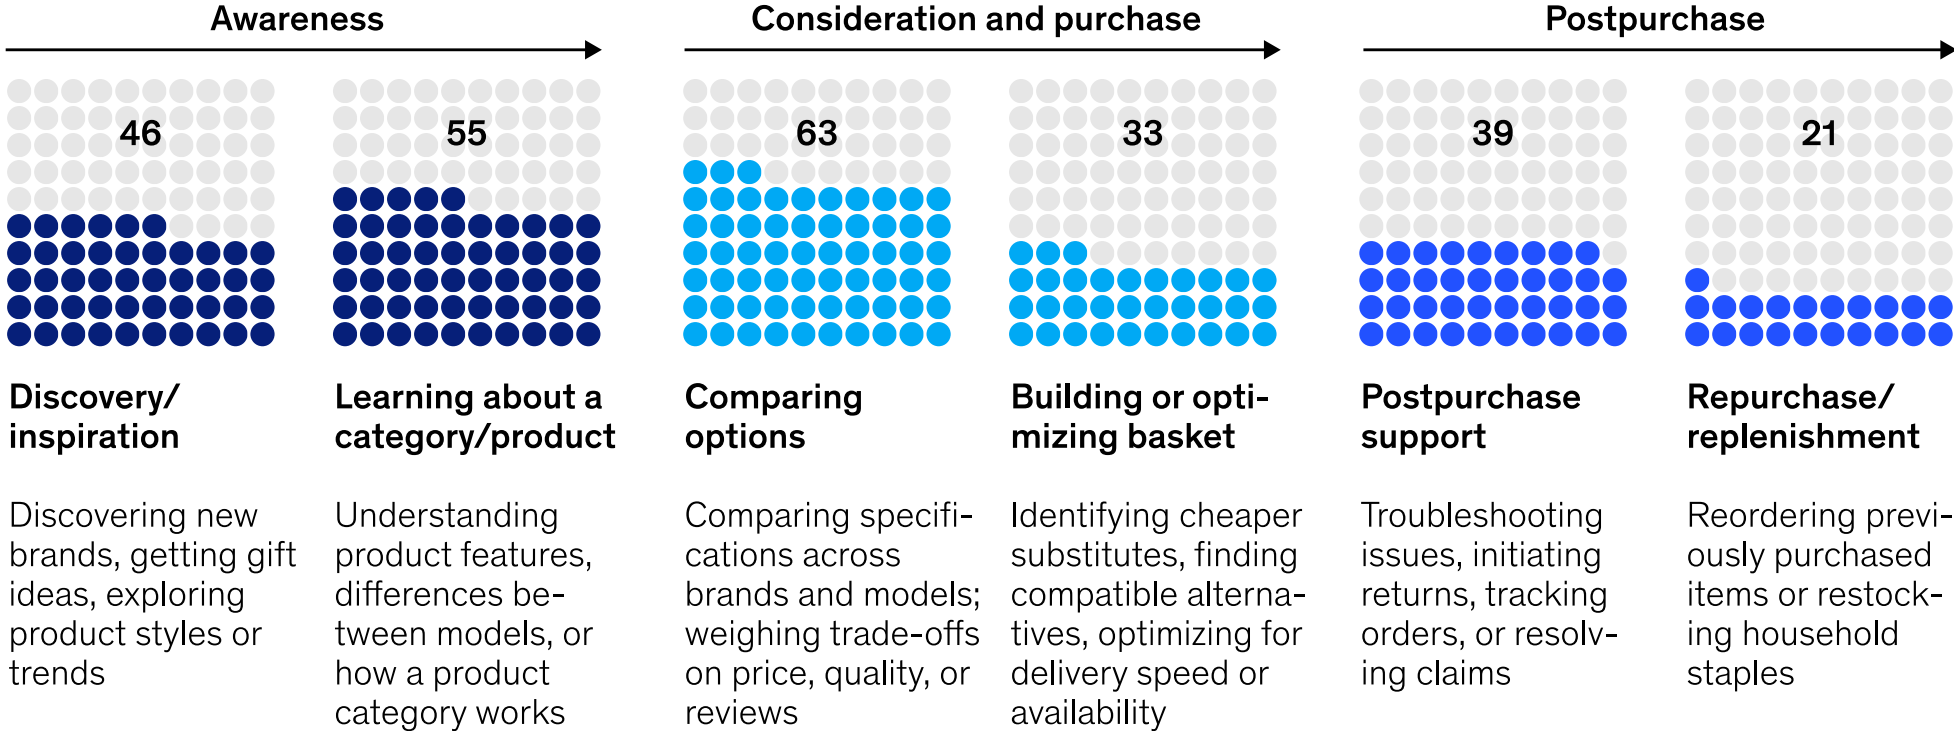 Awareness
Consideration and purchase
Postpurchase
46
55
63
33
39
21
Discovery/
inspiration
Learning about a
category/product
Comparing
options
Building or opti-
mizing basket
Postpurchase
support
Repurchase/
replenishment
Discovering new
brands, getting gift
ideas, exploring
product styles or
trends
Understanding
product features,
differences be-
tween models, or
how a product
category works
Comparing specifi-
cations across
brands and models;
weighing trade-offs
on price, quality, or
reviews
Identifying cheaper
substitutes, finding
compatible alterna-
tives, optimizing for
delivery speed or
availability
Troubleshooting
issues, initiating
returns, tracking
orders, or resolv-
ing claims
Reordering previ-
ously purchased
items or restock-
ing household
staples